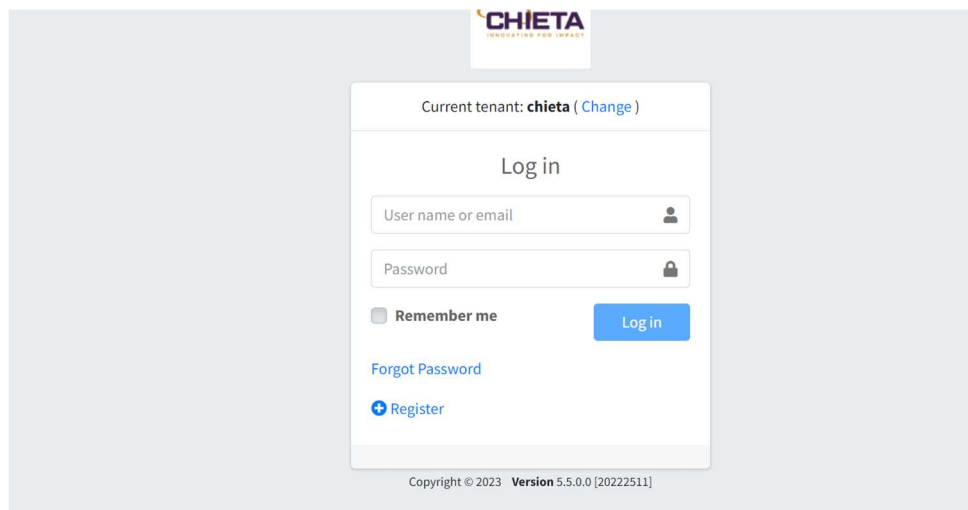 CHIETA
INNOVATING FOR IMPACT
Current tenant: chieta ( Change )
Log in
User name or email
Password
Remember me
Log in
Forgot Password
Register
Copyright © 2023 Version 5.5.0.0 [20222511]